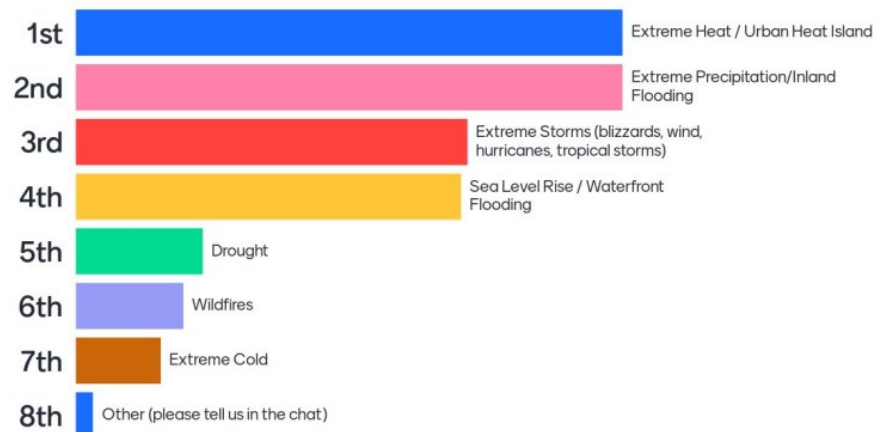 1st
Extreme Heat / Urban Heat Island
2nd
Extreme Precipitation/Inland
Flooding
3rd
Extreme Storms (blizzards, wind,
hurricanes, tropical storms)
4th
Sea Level Rise / Waterfront
Flooding
5th
Drought
6th
Wildfires
7th
Extreme Cold
8th
Other (please tell us in the chat)